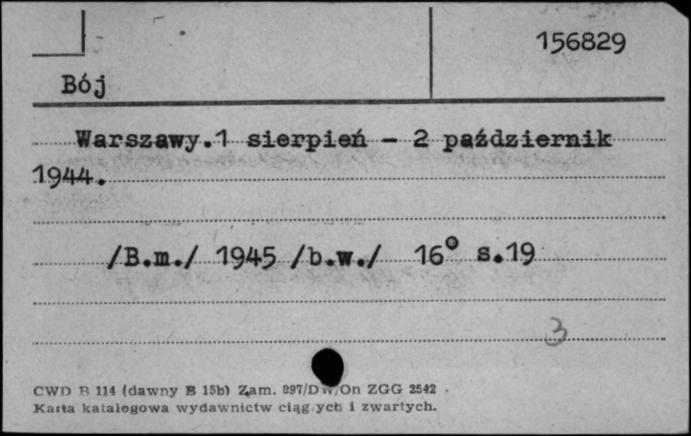 156829
Bój
Warszawy.1 sierpień - 2 październik
1944.
/B.m./ 1945 /b.w./ 16° s.19
3
CWD B 114 (dawny B 15b) Zam. 897/DW/On ZGG 2542
Karta katalogowa wydawnictw ciągłych i zwartych.